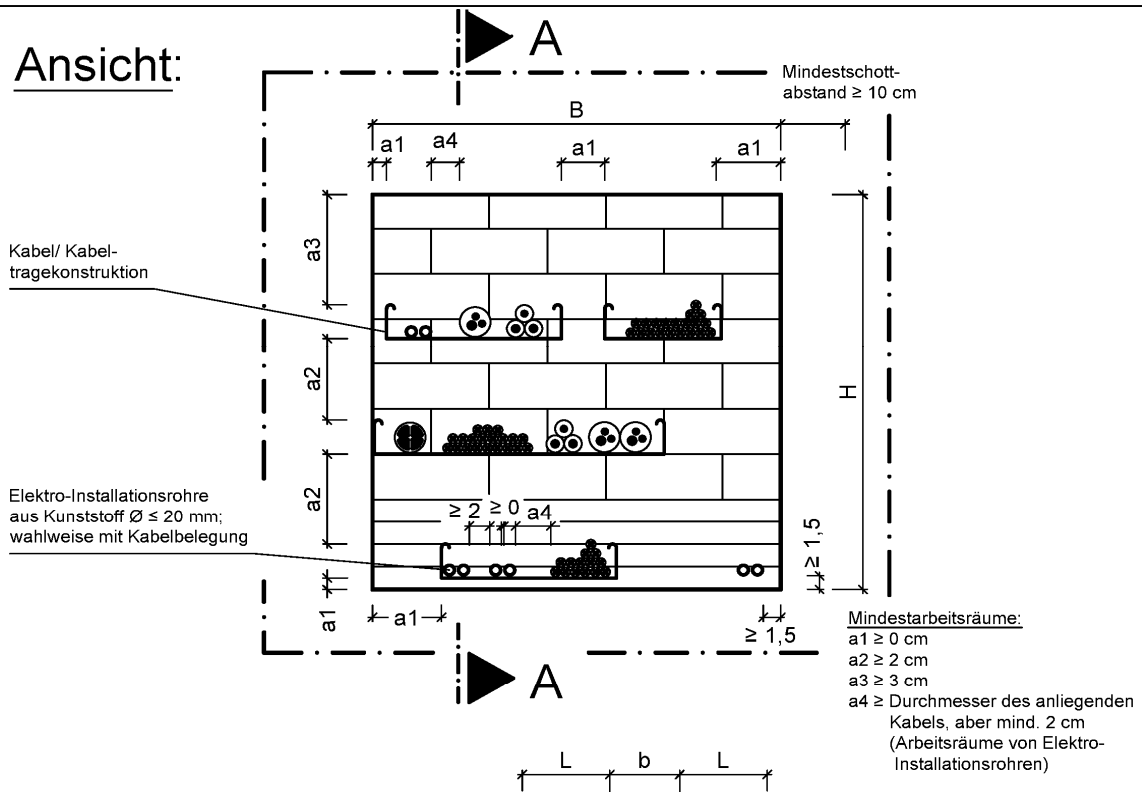 A
Ansicht:
Mindestschott-
abstand ≥ 10 cm
B
a1
a4
a1
a1
a3
Kabel/ Kabel-
tragekonstruktion
a2
H
a2
Elektro-Installationsrohre
aus Kunststoff Ø ≤ 20 mm;
wahlweise mit Kabelbelegung
≥ 2
≥ 0
a4
≥ 1,5
a1
a1
≥ 1,5
Mindestarbeitsräume:
a1 ≥ 0 cm
a2 ≥ 2 cm
a3 ≥ 3 cm
a4 ≥ Durchmesser des anliegenden
Kabels, aber mind. 2 cm
(Arbeitsräume von Elektro-
Installationsrohren)
A
L
b
L